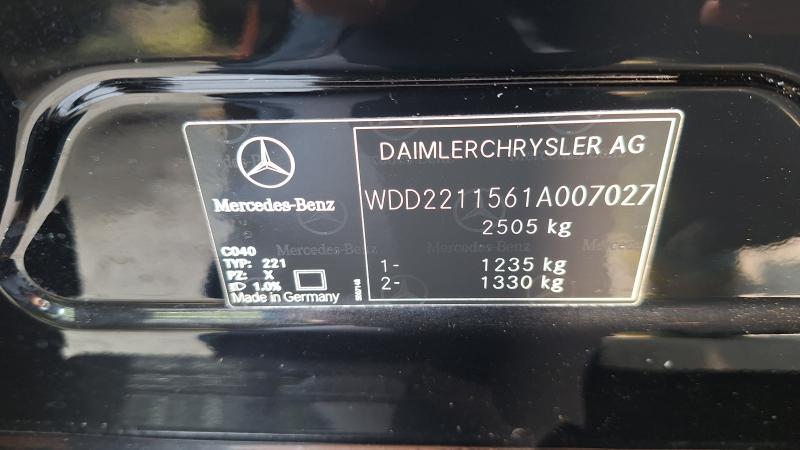 Mercedes-Benz
C040
TYP: 221
PZ: X
1.0%
Made in Germany
DAIMLERCHRYSLER AG
WDD2211561A007027
2505 kg
1- 1235 kg
2- 1330 kg